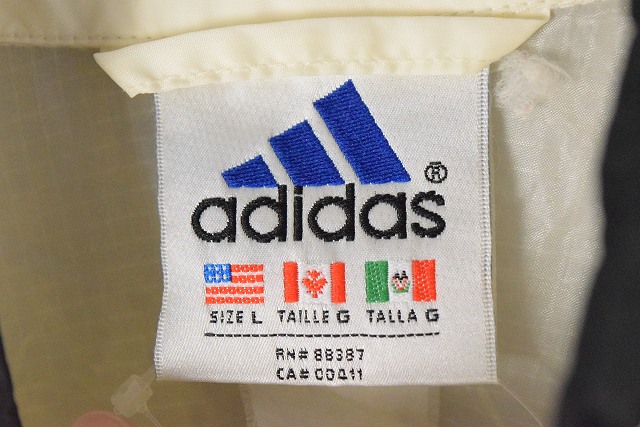 adidas®
SIZE L TAILLE G TALLA G
RN# 88387
CA# 00411